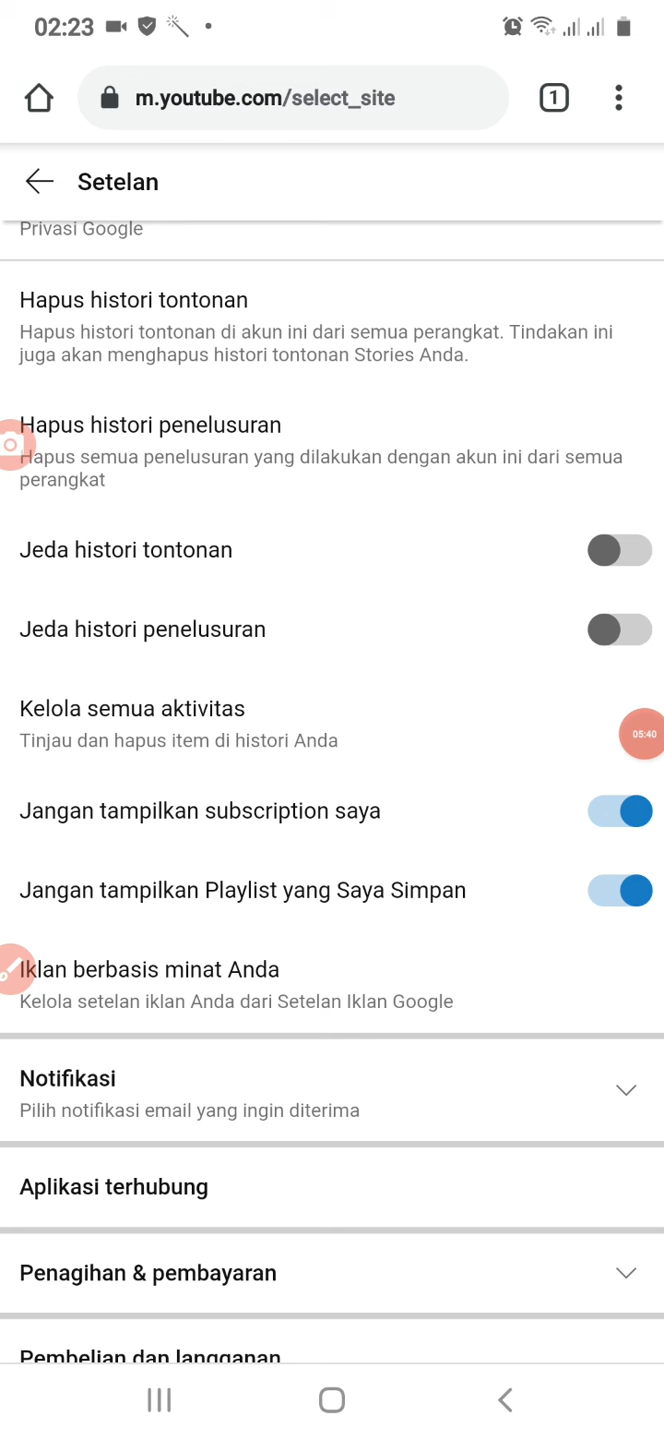 02:23
m.youtube.com/select_site
1
Setelan
Privasi Google
Hapus histori tontonan
Hapus histori tontonan di akun ini dari semua perangkat. Tindakan ini
juga akan menghapus histori tontonan Stories Anda.
Hapus histori penelusuran
Hapus semua penelusuran yang dilakukan dengan akun ini dari semua
perangkat
Jeda histori tontonan
Jeda histori penelusuran
Kelola semua aktivitas
Tinjau dan hapus item di histori Anda
05:40
Jangan tampilkan subscription saya
Jangan tampilkan Playlist yang Saya Simpan
Iklan berbasis minat Anda
Kelola setelan iklan Anda dari Setelan Iklan Google
Notifikasi
Pilih notifikasi email yang ingin diterima
Aplikasi terhubung
Penagihan & pembayaran
Pembelian dan langganan